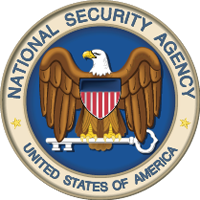 NATIONAL SECURITY AGENCY
UNITED STATES OF AMERICA